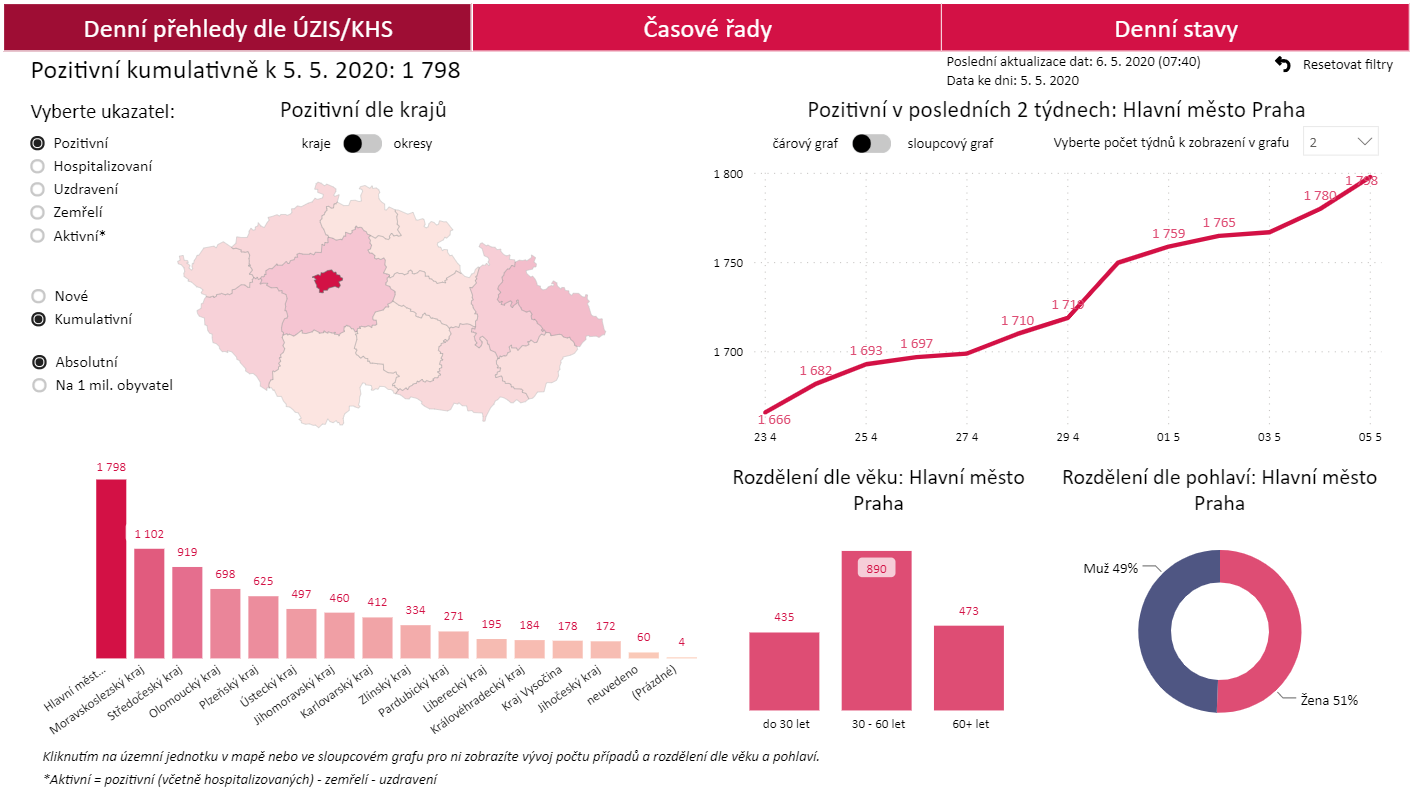 Denní přehledy dle ÚZIS/KHS
Časové řady
Denní stavy
Pozitivní kumulativně k 5. 5. 2020: 1 798
Poslední aktualizace dat: 6. 5. 2020 (07:40)
Data ke dni: 5. 5. 2020
Resetovat filtry
Vyberte ukazatel:
Pozitivní
Hospitalizovaní
Uzdravení
Zemřelí
Aktivní*
Nové
Kumulativní
Absolutní
Na 1 mil. obyvatel
Pozitivní dle krajů
kraje
okresy
Pozitivní v posledních 2 týdnech: Hlavní město Praha
čárový graf
sloupcový graf
Vyberte počet týdnů k zobrazení v grafu
2
1 800
1 750
1 700
1 666
1 682
1 693
1 697
1 710
1 719
1 759
1 765
1 780
1 798
23 4
25 4
27 4
29 4
01 5
03 5
05 5
1 798
1 102
919
698
625
497
460
412
334
271
195
184
178
172
60
4
Hlavní měst...
Moravskoslezský kraj
Středočeský kraj
Olomoucký kraj
Plzeňský kraj
Ústecký kraj
Jihomoravský kraj
Karlovarský kraj
Zlínský kraj
Pardubický kraj
Liberecký kraj
Královéhradecký kraj
Kraj Vysočina
Jihočeský kraj
neuvedeno
(Prázdné)
Rozdělení dle věku: Hlavní město
Praha
435
890
473
do 30 let
30 - 60 let
60+ let
Rozdělení dle pohlaví: Hlavní město
Praha
Muž 49%
Žena 51%
Kliknutím na územní jednotku v mapě nebo ve sloupcovém grafu pro ni zobrazíte vývoj počtu případů a rozdělení dle věku a pohlaví.
*Aktivní = pozitivní (včetně hospitalizovaných) - zemřelí - uzdravení